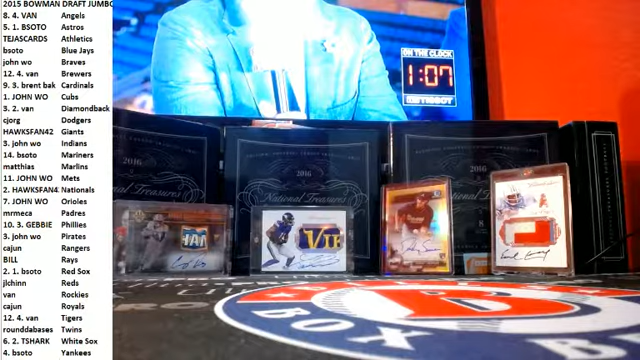 2015 BOWMAN DRAFT JUMBO
8. 4. VAN Angels
5. 1. BSOTO Astros
TEJASCARDS Athletics
bsoto Blue Jays
john wo Braves
12. 4. van Brewers
9. 3. brent bak Cardinals
1. JOHN WO Cubs
3. 2. van Diamondback
cjorg Dodgers
HAWKSFAN42 Giants
3. john wo Indians
14. bsoto Mariners
matthias Marlins
11. JOHN WO Mets
2. HAWKSFAN4 Nationals
7. JOHN WO Orioles
mrmeca Padres
10. 3. GEBBIE Phillies
3. john wo Pirates
cajun Rangers
BILL Rays
2. 1. bsoto Red Sox
jlchinn Reds
van Rockies
cajun Royals
12. 4. van Tigers
rounddabases Twins
6. 2. TSHARK White Sox
4. bsoto Yankees
ON THE CLOCK
1:07
TISSOT
2016
2016
2016
National Treasures
National Treasures
B
BOX B